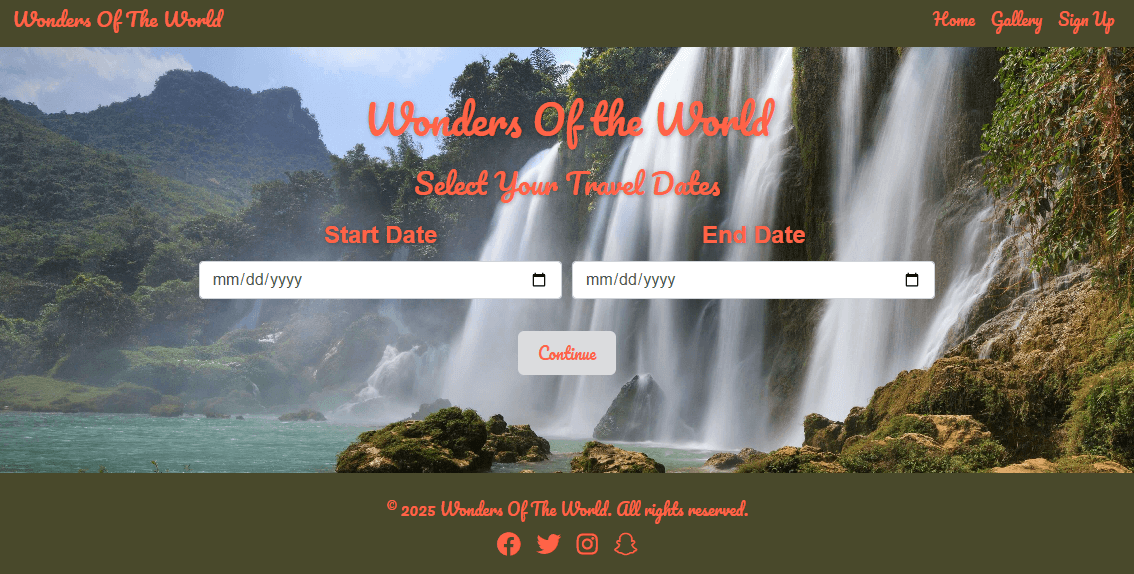 Wonders Of The World
Home Gallery Sign Up
Wonders Of the World
Select Your Travel Dates
Start Date End Date
mm/dd/yyyy mm/dd/yyyy
Continue
© 2025 Wonders Of The World. All rights reserved.